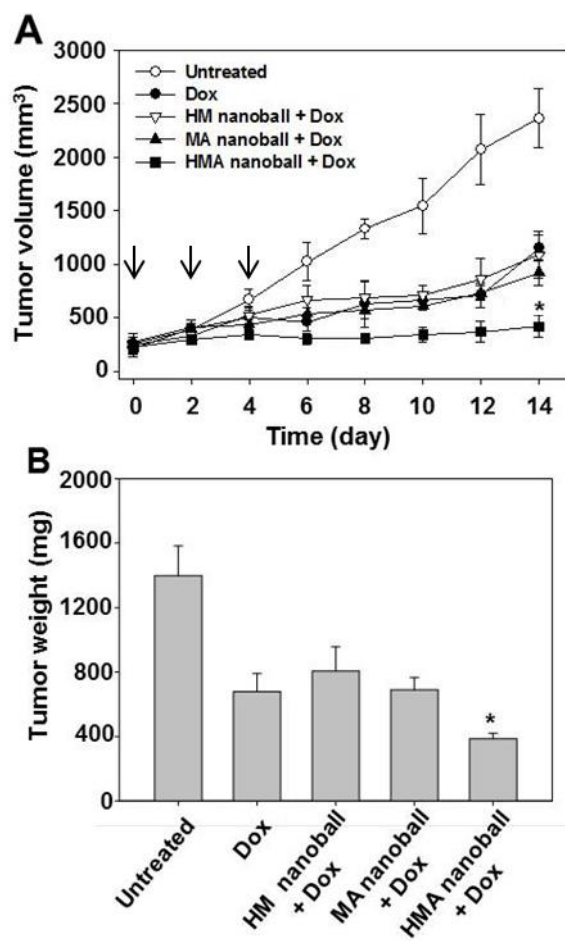 A
3000
2500
2000
1500
1000
500
0
Tumor volume (mm³)
Untreated
Dox
HM nanoball + Dox
MA nanoball + Dox
HMA nanoball + Dox
*
0 2 4 6 8 10 12 14
Time (day)
B
2000
1600
1200
800
400
0
Tumor weight (mg)
*
Untreated
Dox
HM nanoball
+ Dox
MA nanoball
+ Dox
HMA nanoball
+ Dox